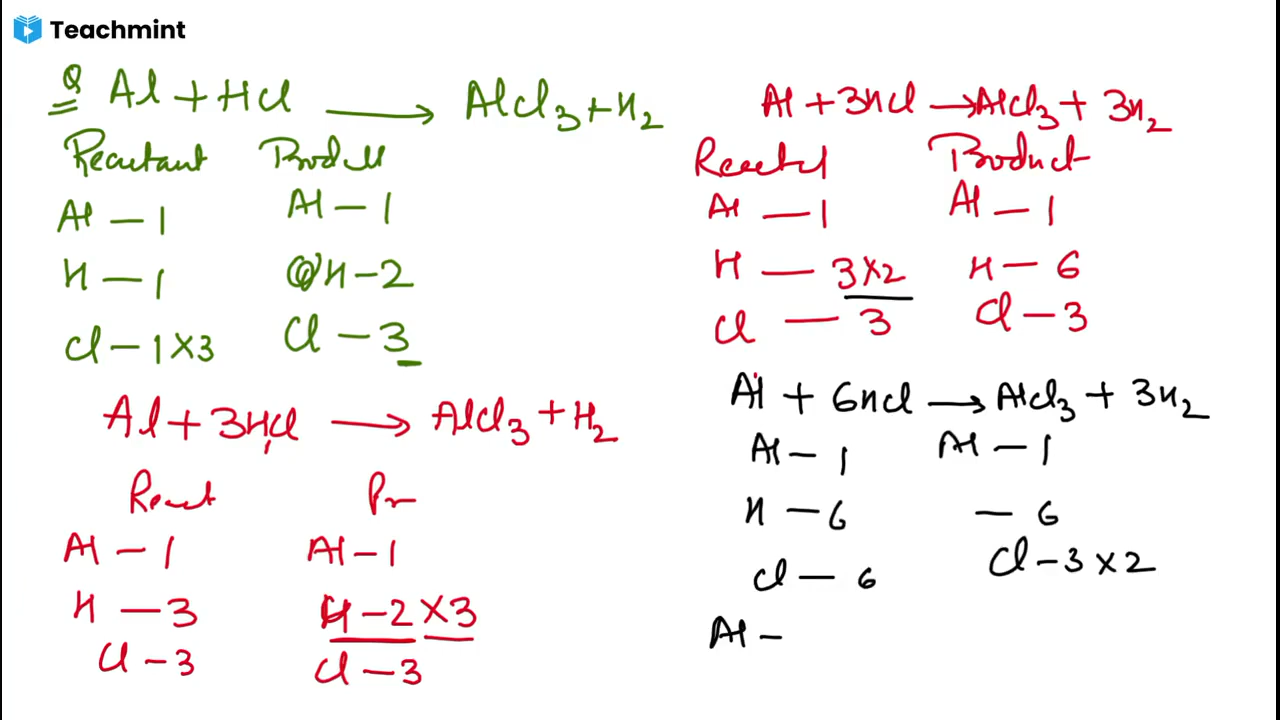 Teachmint
Q Al + HCl ⟶ AlCl3 + H2
Reactant Product
Al — 1 Al — 1
H — 1 H — 2
Cl — 1 × 3 Cl — 3
Al + 3HCl ⟶ AlCl3 + H2
React Pr
Al — 1 Al — 1
H — 3 H — 2 × 3
Cl — 3 Cl — 3
Al + 3HCl ⟶ AlCl3 + 3H2
Product
Al — 1 Al — 1
H — 3 × 2 H — 6
Cl — 3 Cl — 3
Al + 6HCl ⟶ AlCl3 + 3H2
Al — 1 Al — 1
H — 6 — 6
Cl — 6 Cl — 3 × 2
Al —